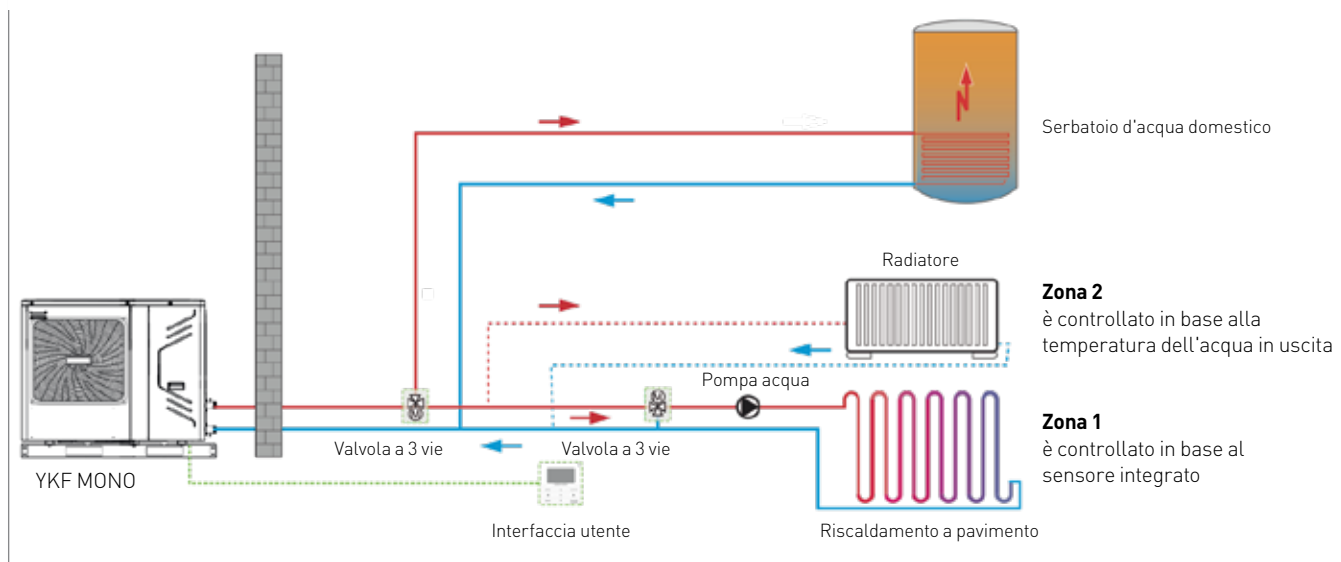 Serbatoio d'acqua domestico
Radiatore
Zona 2
è controllato in base alla
temperatura dell'acqua in uscita
Pompa acqua
Zona 1
è controllato in base al
sensore integrato
Valvola a 3 vie
Valvola a 3 vie
YKF MONO
Interfaccia utente
Riscaldamento a pavimento